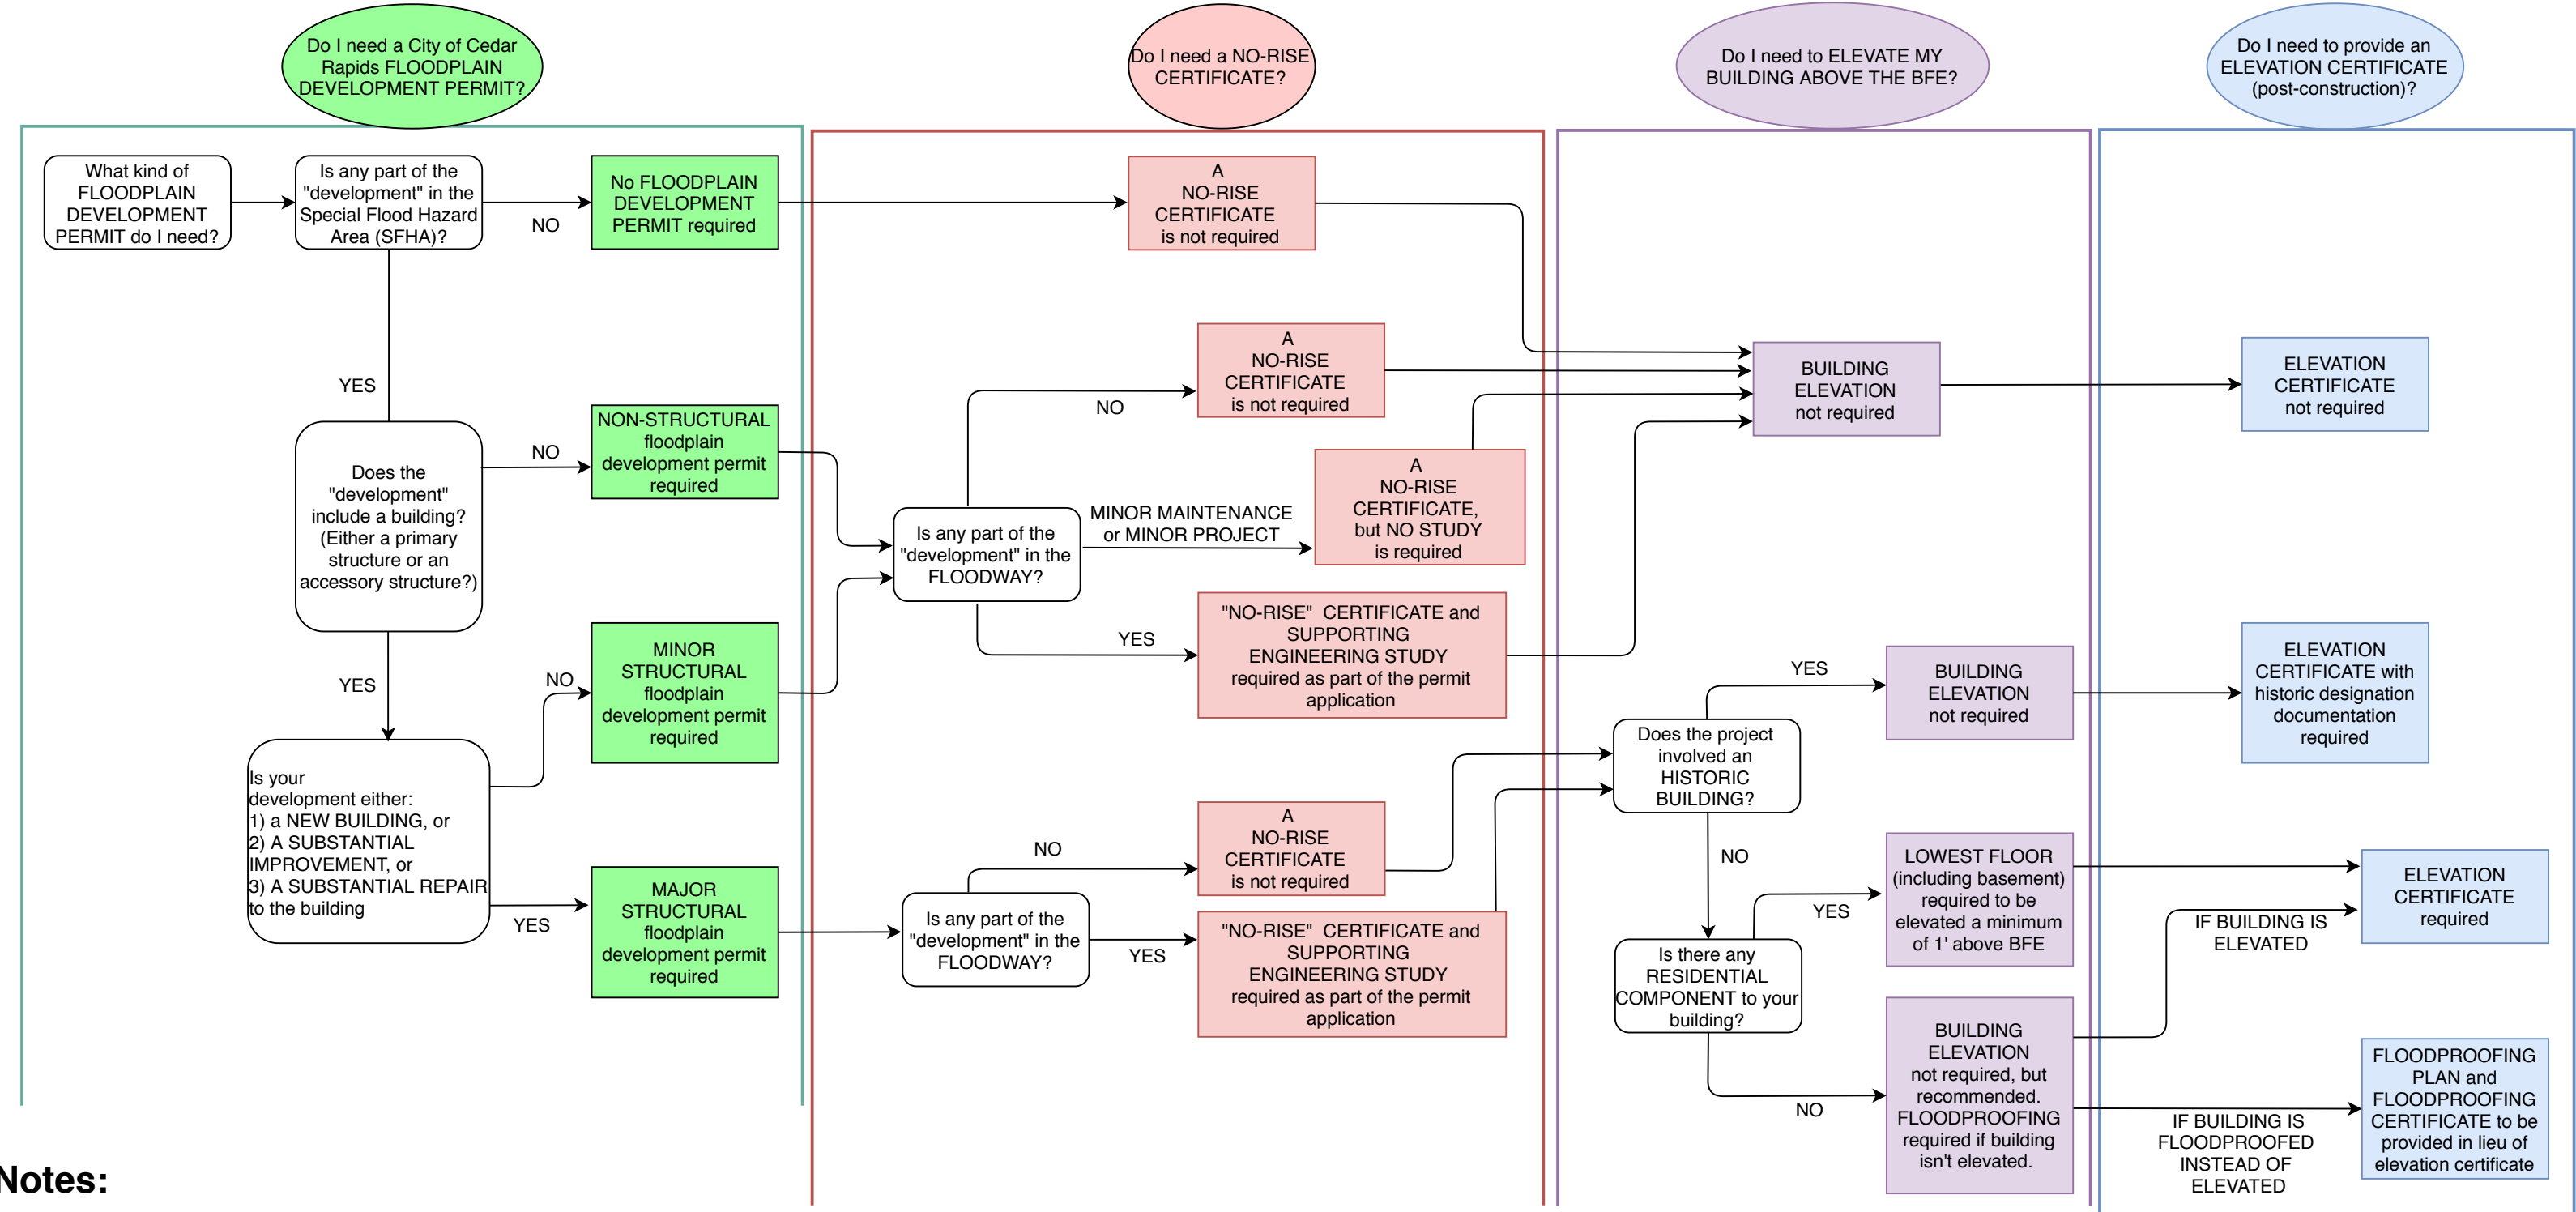 Do I need a City of Cedar
Rapids FLOODPLAIN
DEVELOPMENT PERMIT?
Do I need a NO-RISE
CERTIFICATE?
Do I need to ELEVATE MY
BUILDING ABOVE THE BFE?
Do I need to provide an
ELEVATION CERTIFICATE
(post-construction)?
What kind of
FLOODPLAIN
DEVELOPMENT
PERMIT do I need?
Is any part of the
"development" in the
Special Flood Hazard
Area (SFHA)?
NO
No FLOODPLAIN
DEVELOPMENT
PERMIT required
YES
Does the
"development"
include a building?
(Either a primary
structure or an
accessory structure?)
NO
NON-STRUCTURAL
floodplain
development permit
required
YES
Is your
development either:
1) a NEW BUILDING, or
2) A SUBSTANTIAL
IMPROVEMENT, or
3) A SUBSTANTIAL REPAIR
to the building
NO
MINOR
STRUCTURAL
floodplain
development permit
required
YES
MAJOR
STRUCTURAL
floodplain
development permit
required
A
NO-RISE
CERTIFICATE
is not required
Is any part of the
"development" in the
FLOODWAY?
NO
A
NO-RISE
CERTIFICATE
is not required
MINOR MAINTENANCE
or MINOR PROJECT
A
NO-RISE
CERTIFICATE,
but NO STUDY
is required
YES
"NO-RISE" CERTIFICATE and
SUPPORTING
ENGINEERING STUDY
required as part of the permit
application
Is any part of the
"development" in the
FLOODWAY?
NO
A
NO-RISE
CERTIFICATE
is not required
YES
"NO-RISE" CERTIFICATE and
SUPPORTING
ENGINEERING STUDY
required as part of the permit
application
BUILDING
ELEVATION
not required
Does the project
involved an
HISTORIC
BUILDING?
YES
BUILDING
ELEVATION
not required
NO
Is there any
RESIDENTIAL
COMPONENT to your
building?
YES
LOWEST FLOOR
(including basement)
required to be
elevated a minimum
of 1' above BFE
NO
BUILDING
ELEVATION
not required, but
recommended.
FLOODPROOFING
required if building
isn't elevated.
ELEVATION
CERTIFICATE
not required
ELEVATION
CERTIFICATE with
historic designation
documentation
required
ELEVATION
CERTIFICATE
required
IF BUILDING IS
ELEVATED
IF BUILDING IS
FLOODPROOFED
INSTEAD OF
ELEVATED
FLOODPROOFING
PLAN and
FLOODPROOFING
CERTIFICATE to be
provided in lieu of
elevation certificate
Notes: